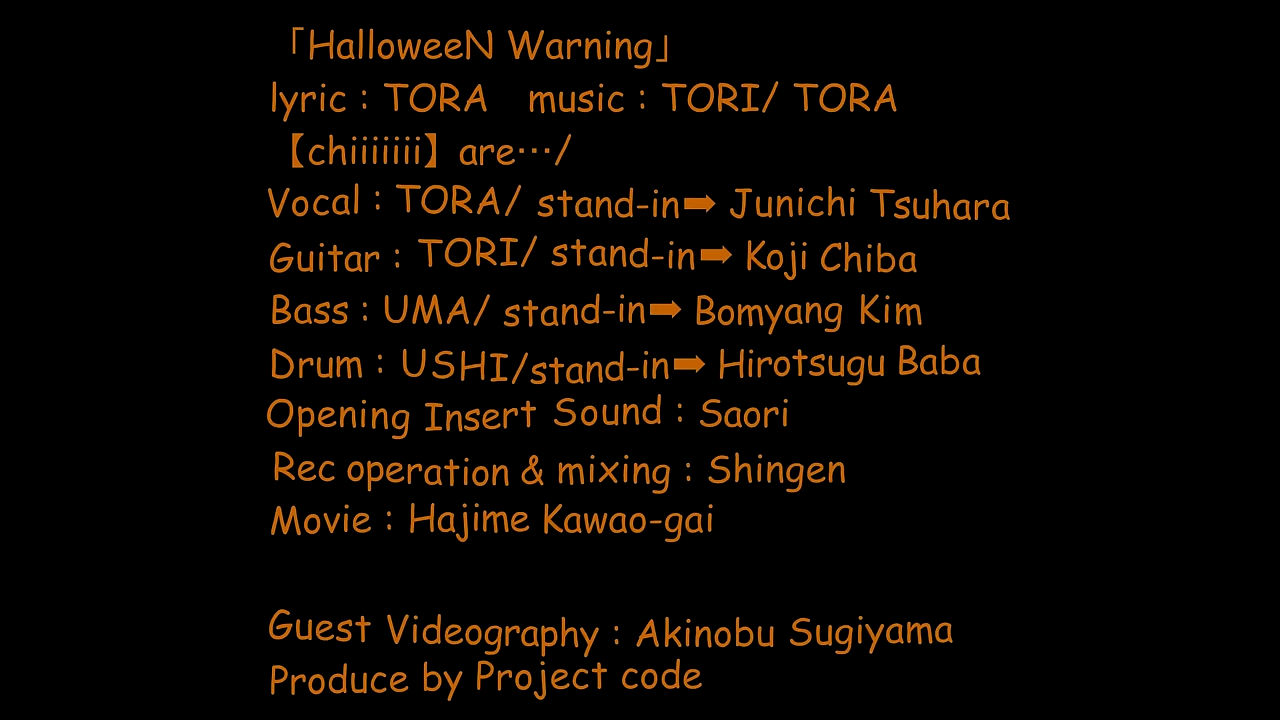 「HalloweeN Warning」
lyric : TORA　music : TORI/ TORA
【chiiiiiii】are…/
Vocal : TORA/ stand-in➡ Junichi Tsuhara
Guitar : TORI/ stand-in➡ Koji Chiba
Bass : UMA/ stand-in➡ Bomyang Kim
Drum : USHI/stand-in➡ Hirotsugu Baba
Opening Insert Sound : Saori
Rec operation & mixing : Shingen
Movie : Hajime Kawao-gai
Guest Videography : Akinobu Sugiyama
Produce by Project code